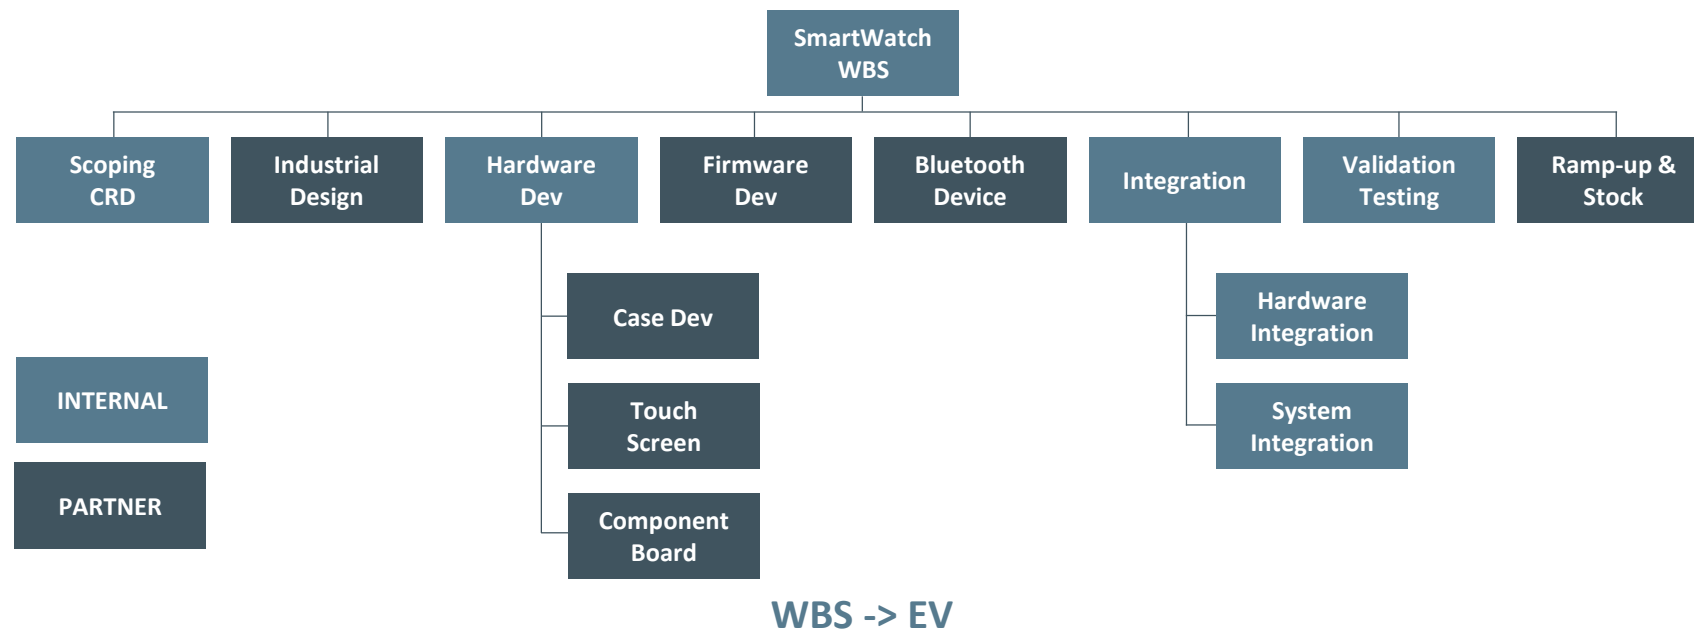 SmartWatch
WBS
Scoping
CRD
Industrial
Design
Hardware
Dev
Firmware
Dev
Bluetooth
Device
Integration
Validation
Testing
Ramp-up &
Stock
Case Dev
Touch
Screen
Component
Board
Hardware
Integration
System
Integration
INTERNAL
PARTNER
WBS -> EV